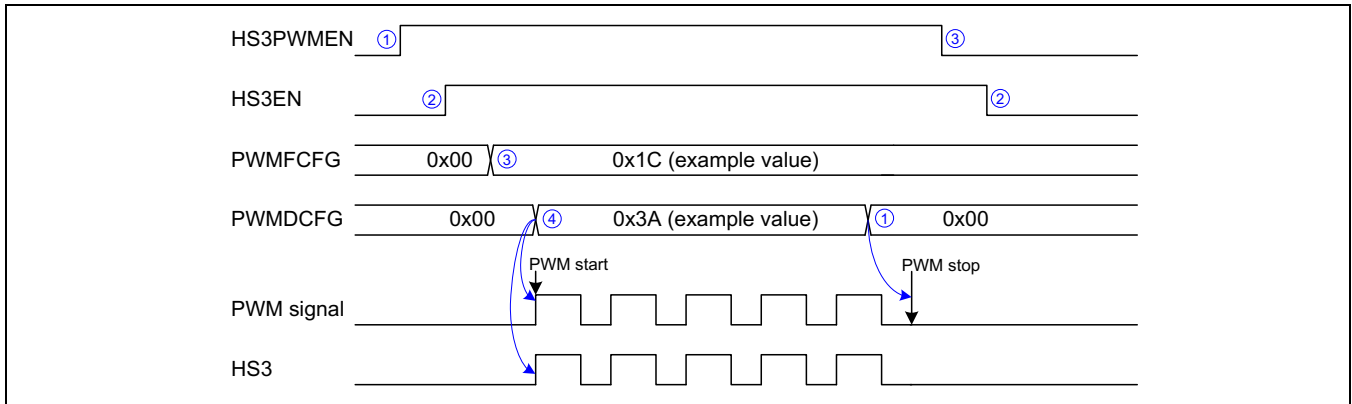 HS3PWMEN ① ③
HS3EN ② ②
PWMFCFG 0x00 ③ 0x1C (example value)
PWMDCFG 0x00 ④ 0x3A (example value) ① 0x00
PWM start PWM stop
PWM signal
HS3